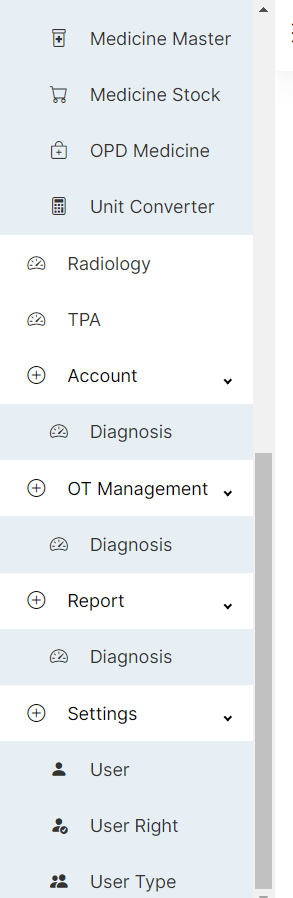 Medicine Master
Medicine Stock
OPD Medicine
Unit Converter
Radiology
TPA
Account
Diagnosis
OT Management
Diagnosis
Report
Diagnosis
Settings
User
User Right
User Type